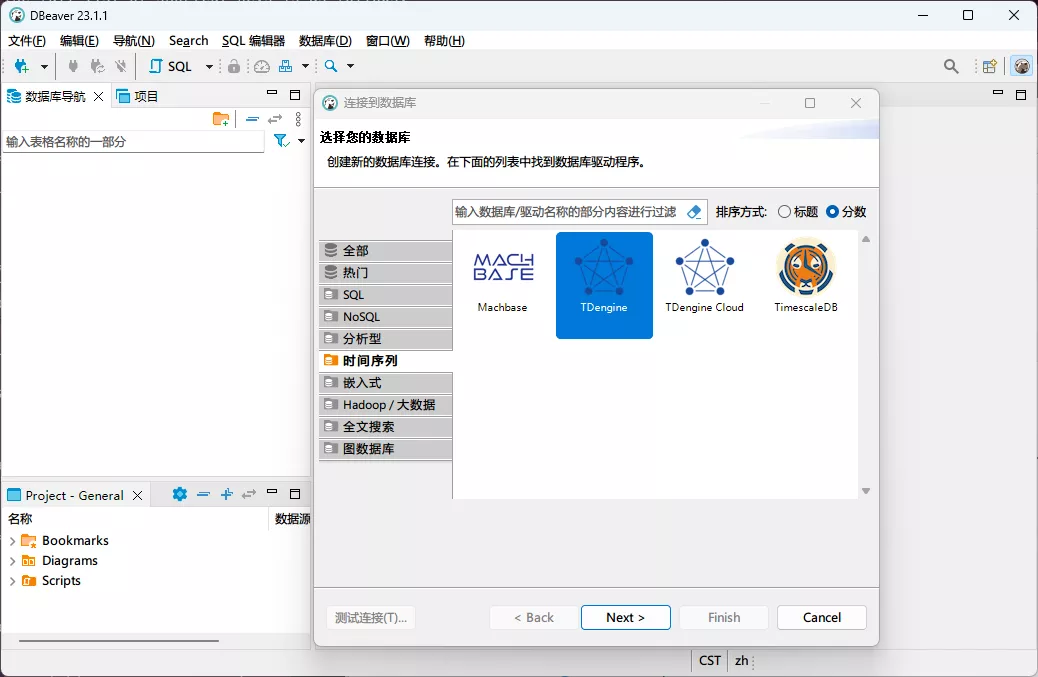 DBeaver 23.1.1
文件(F) 编辑(E) 导航(N) Search SQL 编辑器 数据库(D) 窗口(W) 帮助(H)
SQL
数据库导航 项目
输入表格名称的一部分
连接到数据库
选择您的数据库
创建新的数据库连接。在下面的列表中找到数据库驱动程序。
输入数据库/驱动名称的部分内容进行过滤 排序方式: 标题 分数
全部
热门
SQL
NoSQL
分析型
时间序列
嵌入式
Hadoop / 大数据
全文搜索
图数据库
MACH
BASE
Machbase TDengine TDengine Cloud TimescaleDB
Project - General
名称 数据源
Bookmarks
Diagrams
Scripts
测试连接(T)... < Back Next > Finish Cancel
CST zh